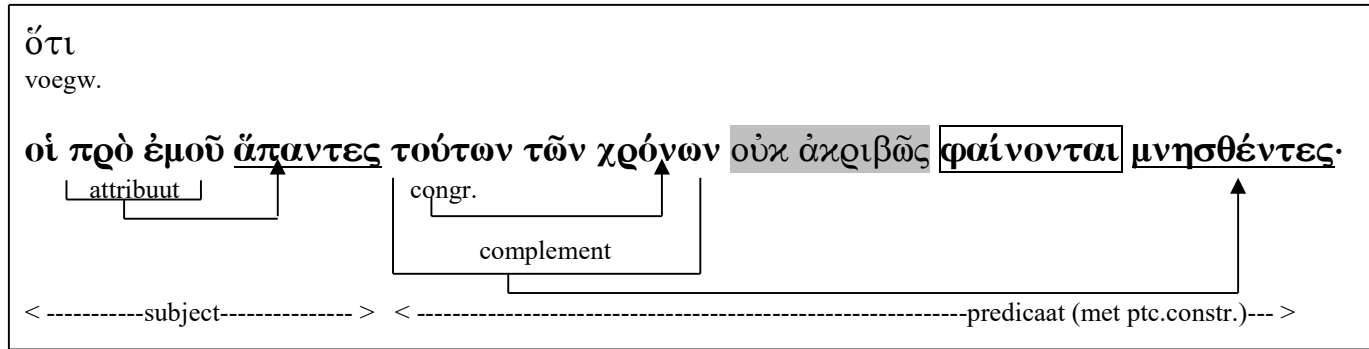 ὅτι
voegw.
οἱ πρὸ ἐμοῦ ἅπαντες τούτων τῶν χρόνων οὐκ ἀκριβῶς φαίνονται μνησθέντες·
attribuut congr.
complement
< -----------subject--------------- > < -------------------------------------------------------------------predicaat (met ptc.constr.)--- >